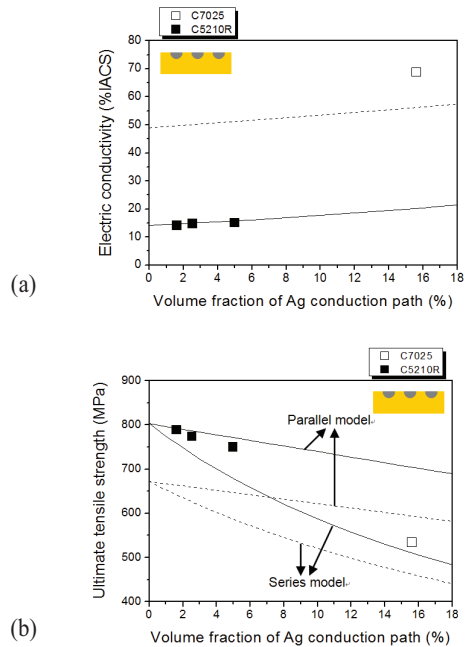 C7025
C5210R
Electric conductivity (%IACS)
80
70
60
50
40
30
20
10
0
0 2 4 6 8 10 12 14 16 18
Volume fraction of Ag conduction path (%)
(a)
C7025
C5210R
Ultimate tensile strength (MPa)
900
800
700
600
500
400
Parallel model
Series model
0 2 4 6 8 10 12 14 16 18
Volume fraction of Ag conduction path (%)
(b)